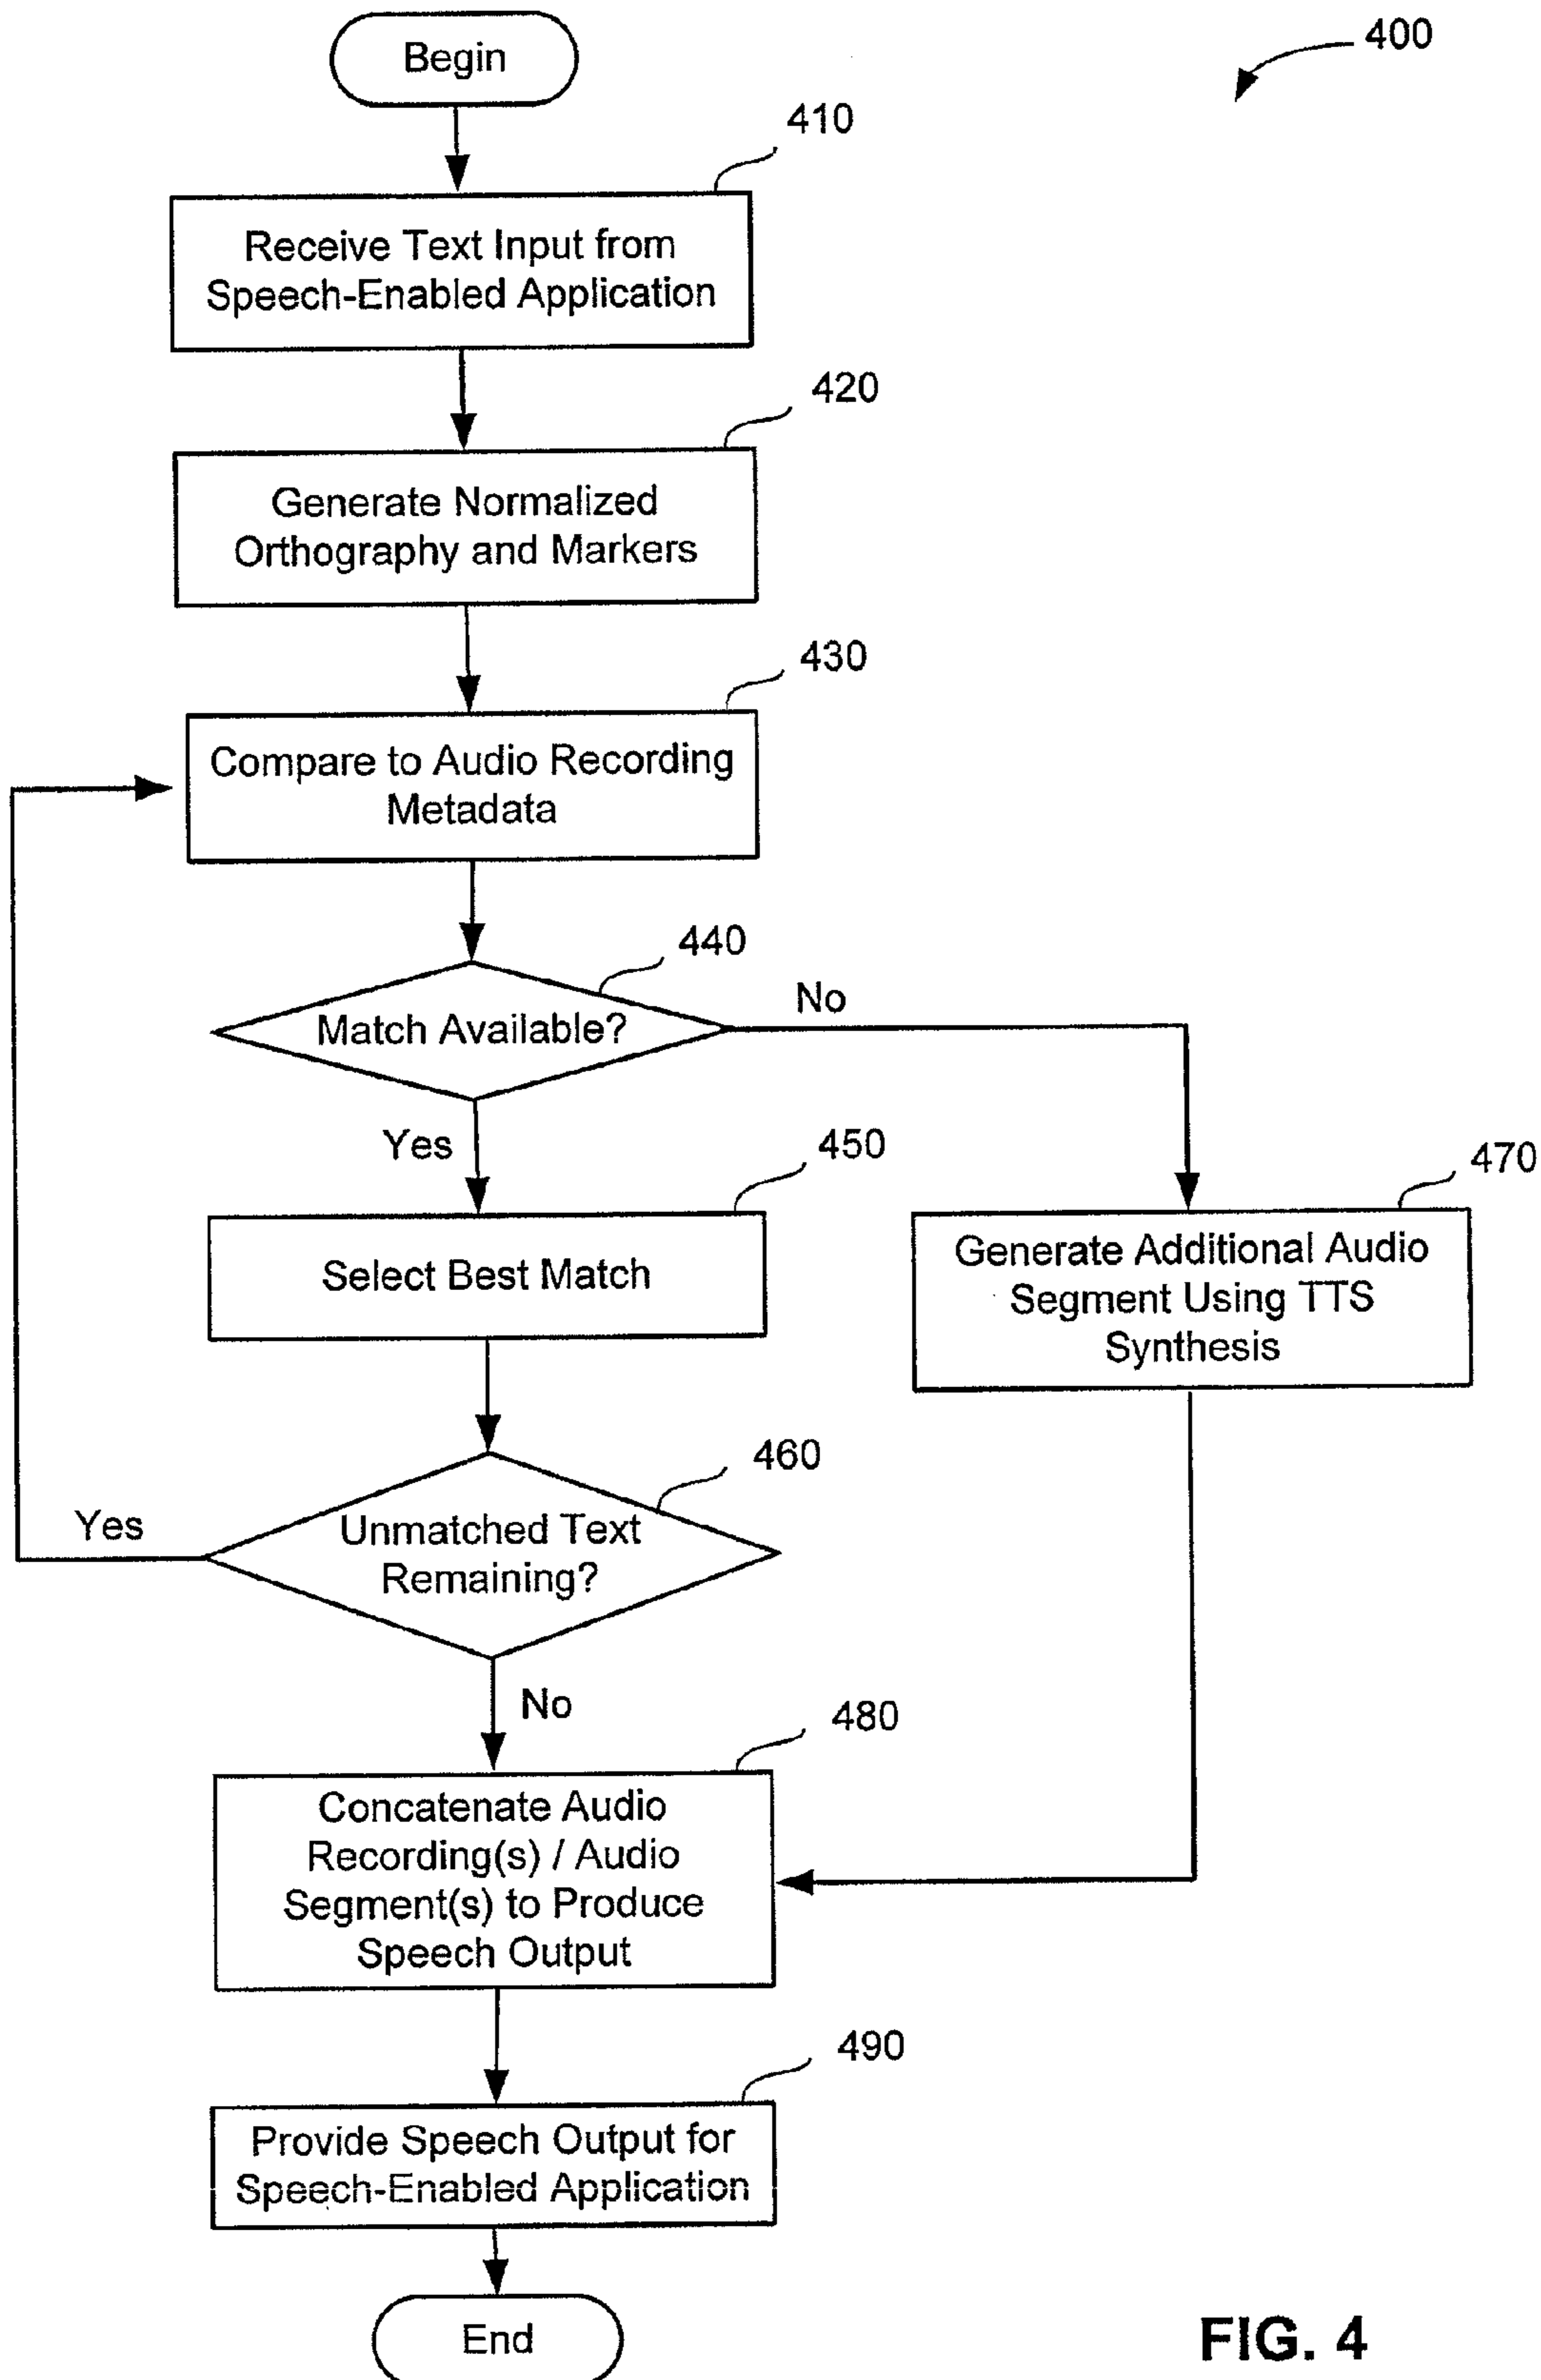 400
Begin
410
Receive Text Input from
Speech-Enabled Application
420
Generate Normalized
Orthography and Markers
430
Compare to Audio Recording
Metadata
440
Match Available?
No
Yes
450
Select Best Match
470
Generate Additional Audio
Segment Using TTS
Synthesis
460
Unmatched Text
Remaining?
Yes
No
480
Concatenate Audio
Recording(s) / Audio
Segment(s) to Produce
Speech Output
490
Provide Speech Output for
Speech-Enabled Application
End
FIG. 4